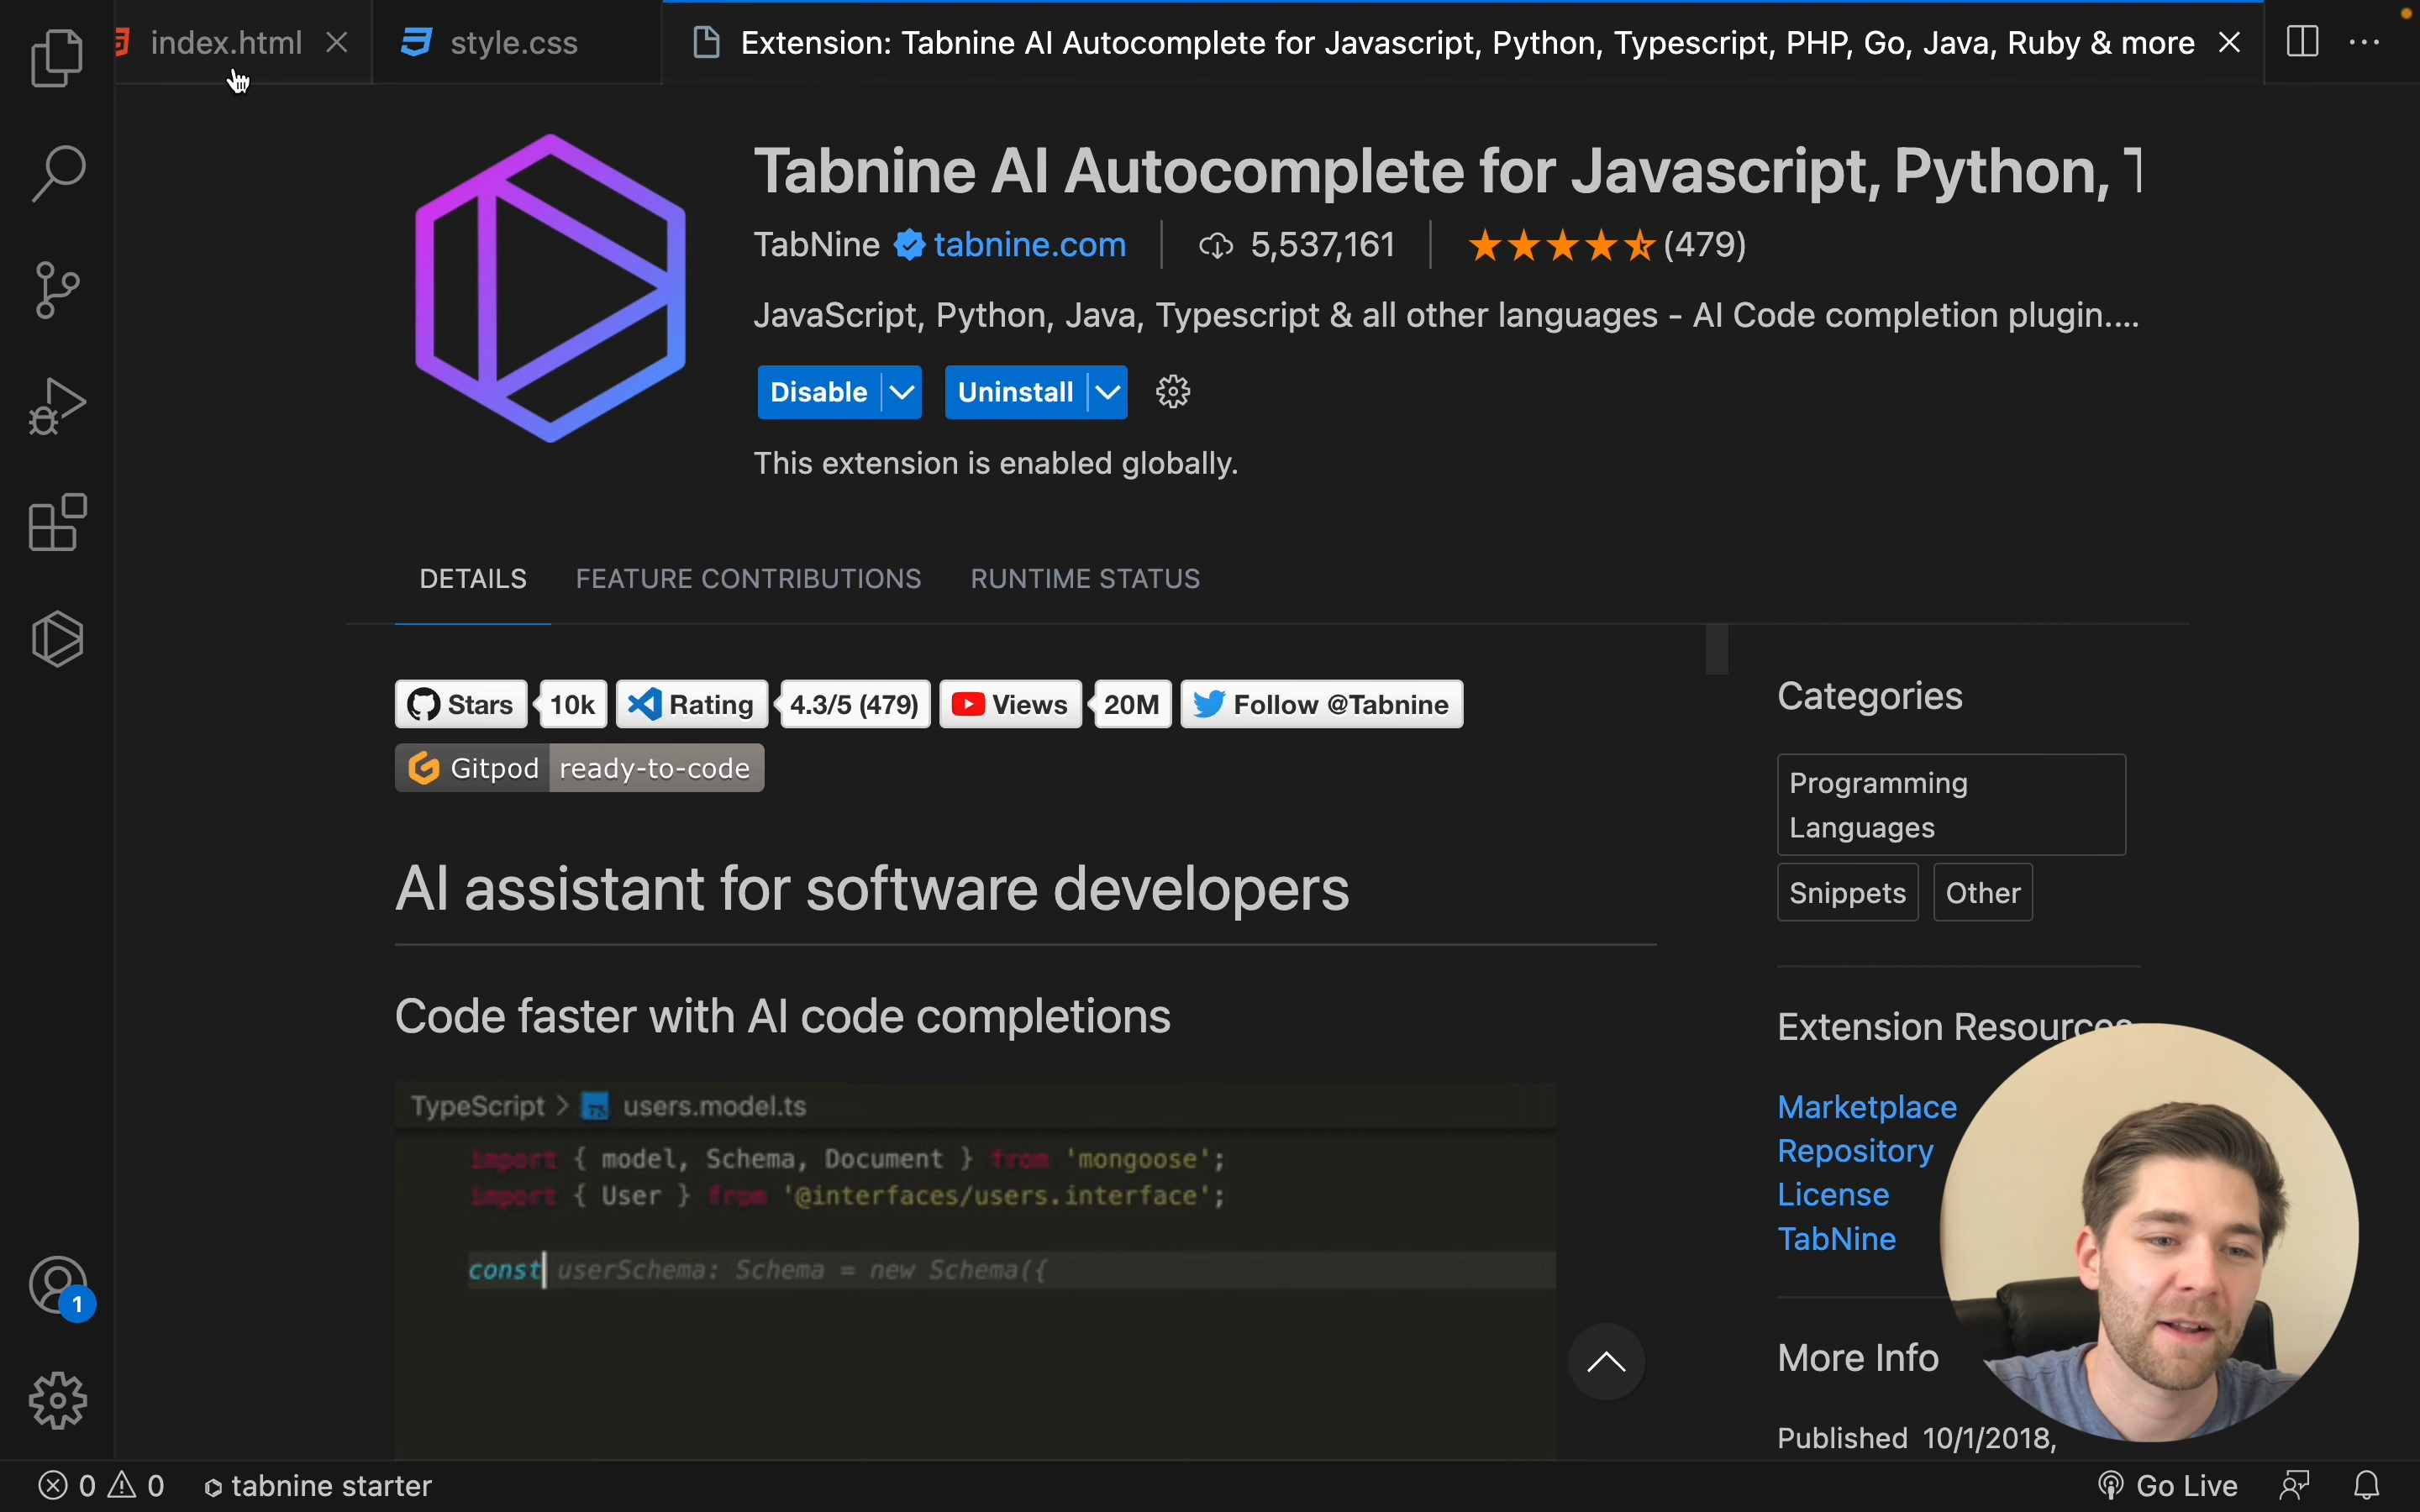 index.html
style.css
Extension: Tabnine AI Autocomplete for Javascript, Python, Typescript, PHP, Go, Java, Ruby & more
Tabnine AI Autocomplete for Javascript, Python,
TabNine tabnine.com 5,537,161 (479)
JavaScript, Python, Java, Typescript & all other languages - AI Code completion plugin....
Disable Uninstall
This extension is enabled globally.
DETAILS FEATURE CONTRIBUTIONS RUNTIME STATUS
Stars 10k Rating 4.3/5 (479) Views 20M Follow @Tabnine
Gitpod ready-to-code
AI assistant for software developers
Code faster with AI code completions
TypeScript > TS users.model.ts
import { model, Schema, Document } from 'mongoose';
import { User } from '@interfaces/users.interface';
const userSchema: Schema = new Schema({
Categories
Programming
Languages
Snippets Other
Extension Resources
Marketplace
Repository
License
TabNine
More Info
Published 10/1/2018,
1
0 0 tabnine starter
Go Live